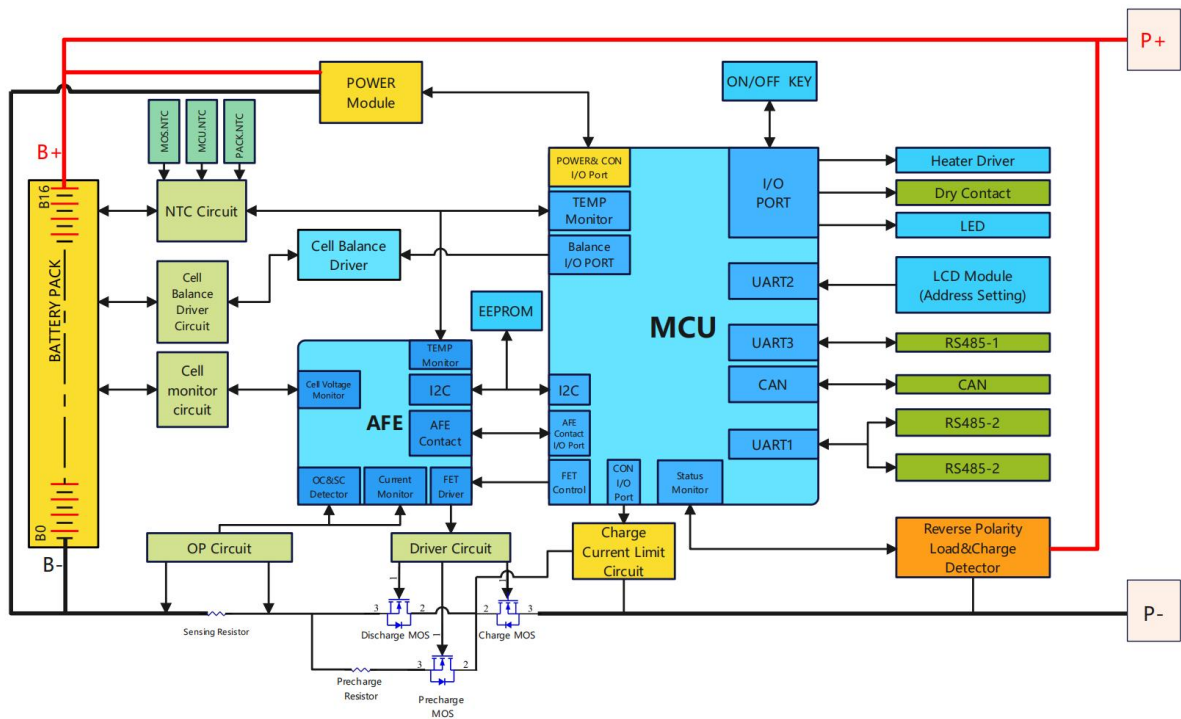 P+
POWER
Module
ON/OFF KEY
MOS.NTC
MCU.NTC
PACK.NTC
B+
POWER& CON
I/O Port
I/O
PORT
Heater Driver
Dry Contact
LED
B16
NTC Circuit
TEMP
Monitor
Cell Balance
Driver
Balance
I/O PORT
BATTERY PACK
Cell
Balance
Driver
Circuit
UART2
LCD Module
(Address Setting)
EEPROM
MCU
UART3
RS485-1
Cell
monitor
circuit
TEMP
Monitor
Cell Voltage
Monitor
I2C
I2C
CAN
CAN
AFE
AFE
Contact
AFE
Contact
I/O Port
UART1
RS485-2
RS485-2
OC&SC
Detector
Current
Monitor
FET
Driver
FET
Control
CON
I/O
Port
Status
Monitor
B0
B-
OP Circuit
Driver Circuit
Charge
Current Limit
Circuit
Reverse Polarity
Load&Charge
Detector
1
1
3
2
2
3
P-
Sensing Resistor
Discharge MOS
1
Charge MOS
3
2
Precharge
Resistor
Precharge
MOS